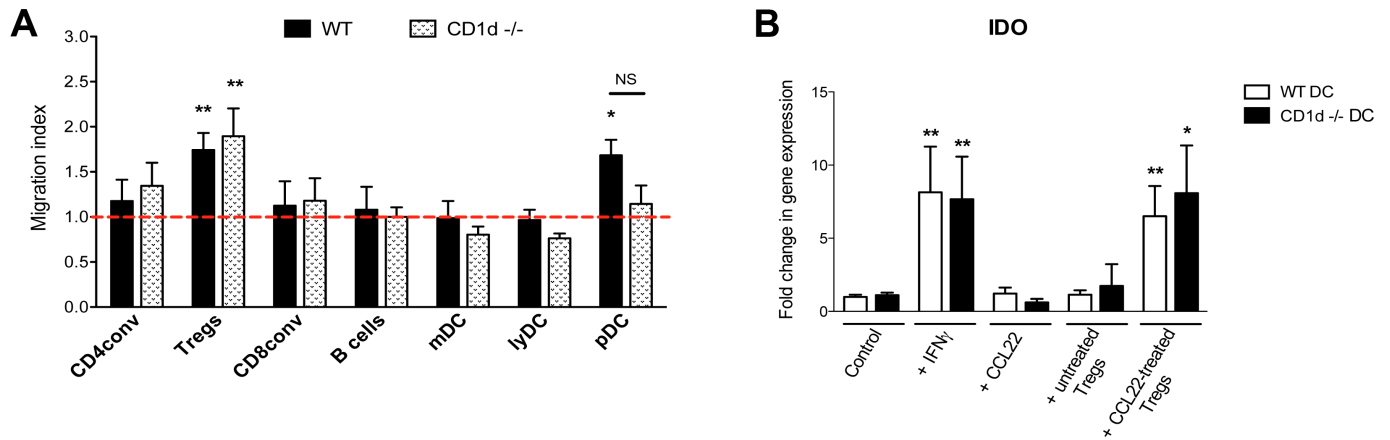 A
WT
CD1d -/-
Migration index
3.0
2.5
2.0
1.5
1.0
0.5
0.0
**
**
*
NS
CD4conv
Tregs
CD8conv
B cells
mDC
lyDC
pDC
B
IDO
WT DC
CD1d -/- DC
Fold change in gene expression
15
10
5
0
**
**
**
*
Control
+ IFNγ
+ CCL22
+ untreated
Tregs
+ CCL22-treated
Tregs